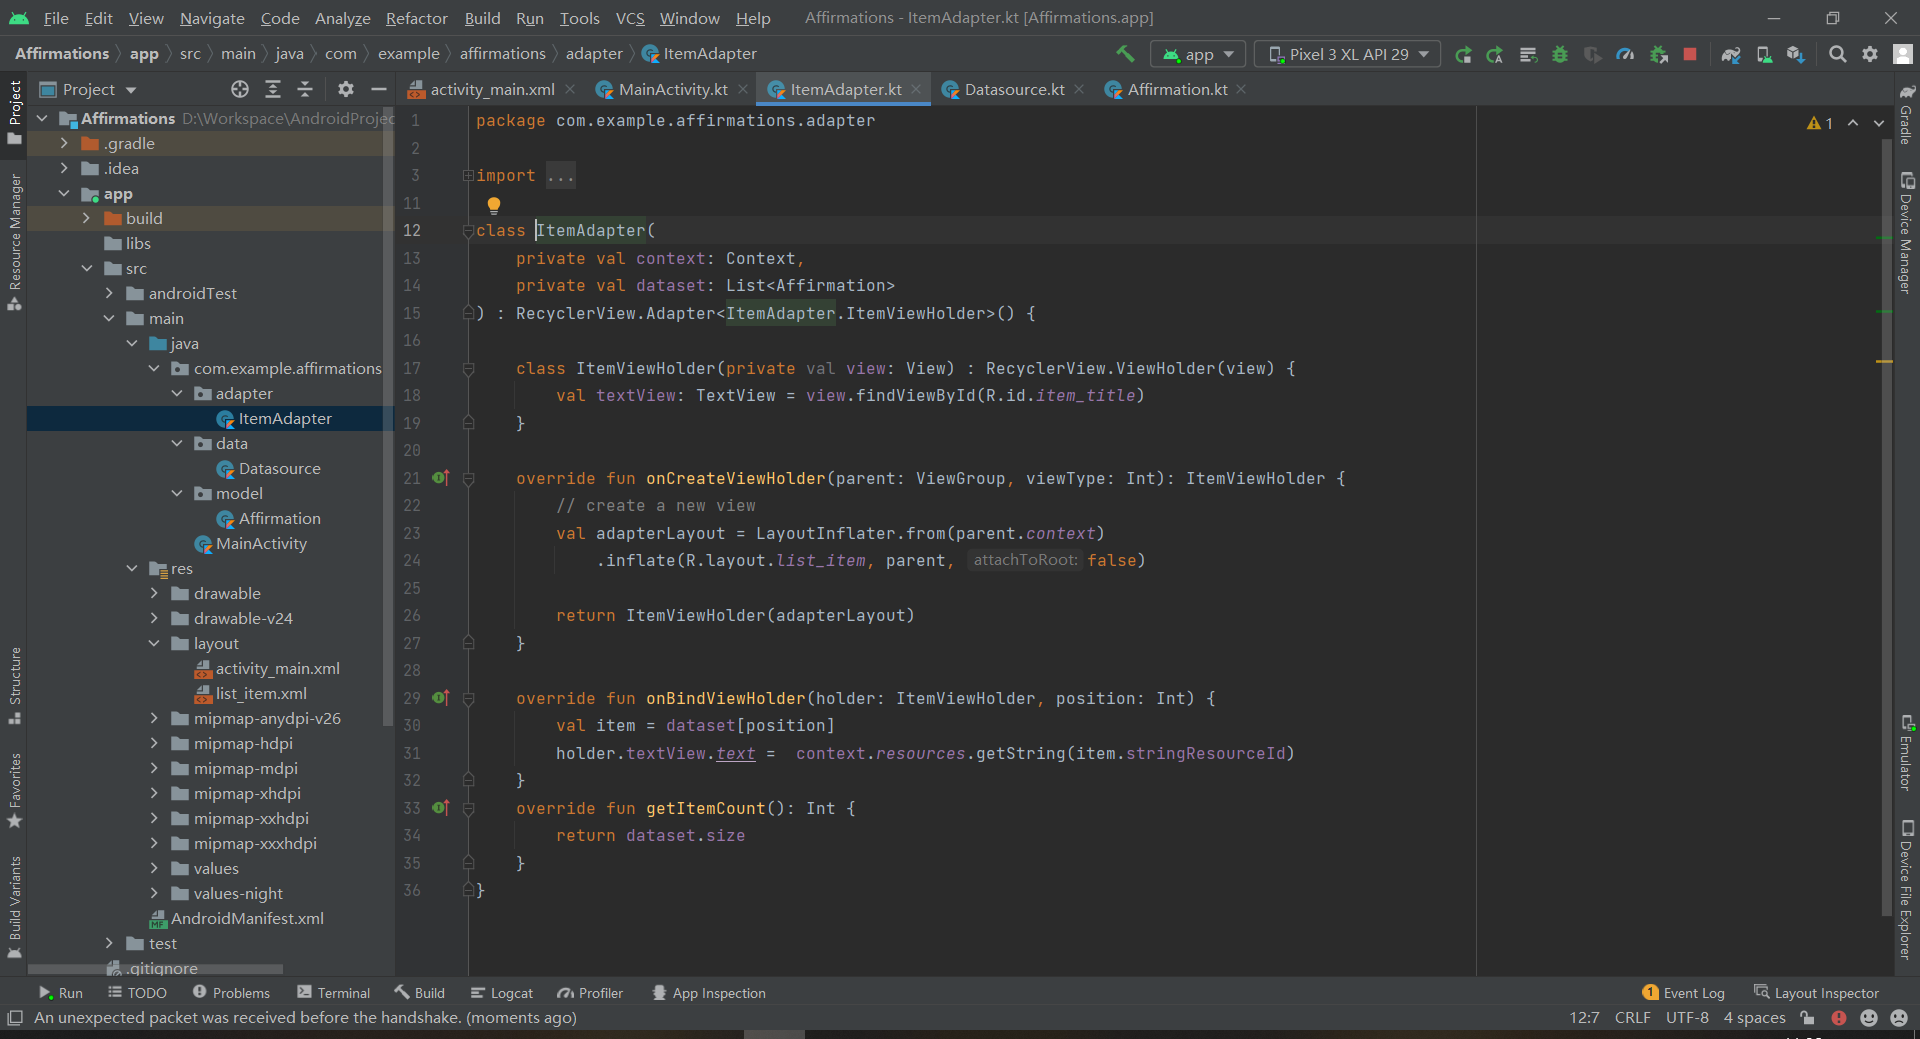 File Edit View Navigate Code Analyze Refactor Build Run Tools VCS Window Help Affirmations - ItemAdapter.kt [Affirmations.app]
Affirmations app src main java com example affirmations adapter ItemAdapter app Pixel 3 XL API 29
Project activity_main.xml MainActivity.kt ItemAdapter.kt Datasource.kt Affirmation.kt
Project
Resource Manager
Structure
Favorites
Build Variants
Affirmations D:\Workspace\AndroidProjec
.gradle
.idea
app
build
libs
src
androidTest
main
java
com.example.affirmations
adapter
ItemAdapter
data
Datasource
model
Affirmation
MainActivity
res
drawable
drawable-v24
layout
activity_main.xml
list_item.xml
mipmap-anydpi-v26
mipmap-hdpi
mipmap-mdpi
mipmap-xhdpi
mipmap-xxhdpi
mipmap-xxxhdpi
values
values-night
AndroidManifest.xml
test
.gitignore
1 package com.example.affirmations.adapter
2
3 import ...
11
12 class ItemAdapter(
13 private val context: Context,
14 private val dataset: List<Affirmation>
15 ) : RecyclerView.Adapter<ItemAdapter.ItemViewHolder>() {
16
17 class ItemViewHolder(private val view: View) : RecyclerView.ViewHolder(view) {
18 val textView: TextView = view.findViewById(R.id.item_title)
19 }
20
21 override fun onCreateViewHolder(parent: ViewGroup, viewType: Int): ItemViewHolder {
22 // create a new view
23 val adapterLayout = LayoutInflater.from(parent.context)
24 .inflate(R.layout.list_item, parent, attachToRoot: false)
25
26 return ItemViewHolder(adapterLayout)
27 }
28
29 override fun onBindViewHolder(holder: ItemViewHolder, position: Int) {
30 val item = dataset[position]
31 holder.textView.text = context.resources.getString(item.stringResourceId)
32 }
33 override fun getItemCount(): Int {
34 return dataset.size
35 }
36 }
1
Gradle
Device Manager
Emulator
Device File Explorer
Run TODO Problems Terminal Build Logcat Profiler App Inspection 1 Event Log Layout Inspector
An unexpected packet was received before the handshake. (moments ago) 12:7 CRLF UTF-8 4 spaces